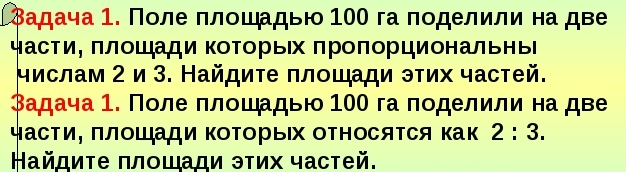 Задача 1. Поле площадью 100 га поделили на две
части, площади которых пропорциональны
числам 2 и 3. Найдите площади этих частей.
Задача 1. Поле площадью 100 га поделили на две
части, площади которых относятся как 2 : 3.
Найдите площади этих частей.